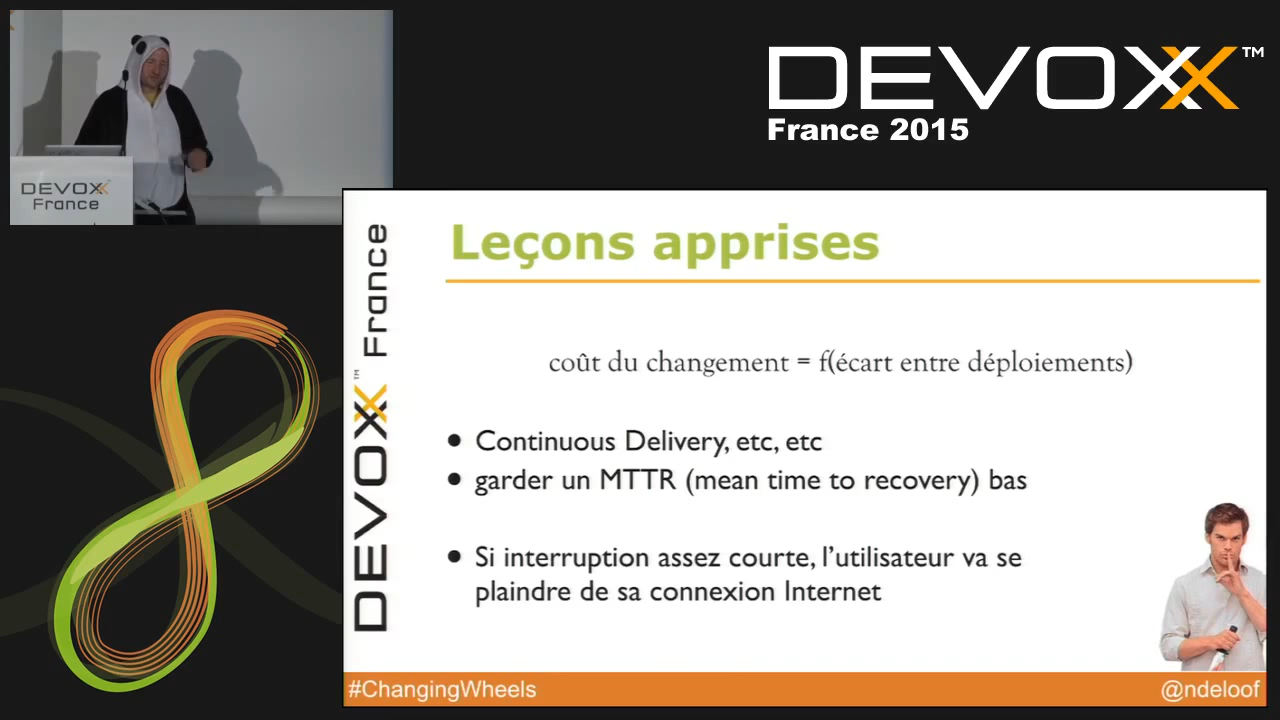 DEVOXX™
France 2015
DEVOXX
France
DEVOXX™ France
Leçons apprises
coût du changement = f(écart entre déploiements)
• Continuous Delivery, etc, etc
• garder un MTTR (mean time to recovery) bas
• Si interruption assez courte, l'utilisateur va se
plaindre de sa connexion Internet
#ChangingWheels
@ndeloof